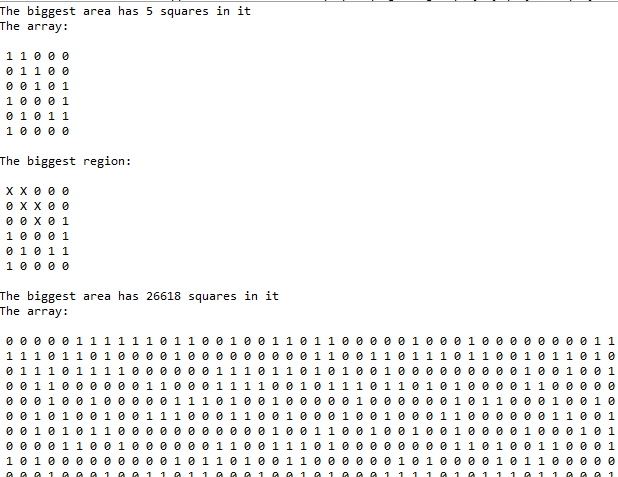 The biggest area has 5 squares in it
The array:
1 1 0 0 0
0 1 1 0 0
0 0 1 0 1
1 0 0 0 1
0 1 0 1 1
1 0 0 0 0
The biggest region:
X X 0 0 0
0 X X 0 0
0 0 X 0 1
1 0 0 0 1
0 1 0 1 1
1 0 0 0 0
The biggest area has 26618 squares in it
The array:
0 0 0 0 0 1 1 1 1 1 1 0 1 1 0 0 1 0 0 1 1 0 1 1 0 0 0 0 0 1 0 0 0 1 0 0 0 0 0 0 0 0 1 1
1 1 1 0 1 1 0 1 0 0 0 0 1 0 0 0 0 0 0 0 0 0 1 1 0 0 1 1 0 1 1 1 0 1 1 0 0 1 0 1 1 0 1 0
0 1 1 1 0 1 1 1 1 0 0 0 0 0 0 1 1 1 0 1 1 0 1 0 1 0 0 1 0 0 0 0 0 0 0 0 0 1 0 0 1 0 0 1
0 0 1 1 0 0 0 0 0 0 1 1 0 0 0 1 1 1 1 0 0 1 0 1 1 1 0 1 1 0 1 0 1 0 0 0 0 1 1 0 0 0 0 0
0 0 0 1 0 0 1 0 0 0 0 0 1 1 1 0 1 0 0 1 1 0 0 0 0 1 0 0 0 0 0 0 0 0 1 0 1 1 0 0 0 1 0 0
0 0 1 0 1 0 0 1 0 0 1 1 1 0 0 0 1 1 0 0 1 0 0 0 1 0 0 1 0 0 0 1 1 0 0 0 0 0 0 1 1 0 0 1
0 0 1 0 1 0 1 1 0 0 0 0 0 0 0 0 0 0 0 1 0 0 1 1 0 0 1 0 0 1 0 0 0 1 0 0 1 0 0 0 0 1 0 1
0 0 0 0 1 1 0 0 1 0 0 0 0 0 0 1 1 0 0 1 1 1 0 1 0 0 0 0 0 0 0 0 0 1 1 0 1 0 0 1 1 0 0 1
1 0 1 0 0 0 0 0 0 0 0 0 1 0 1 1 0 1 0 0 1 1 0 0 0 0 0 0 1 0 1 0 0 0 0 1 0 1 1 0 0 0 0 0